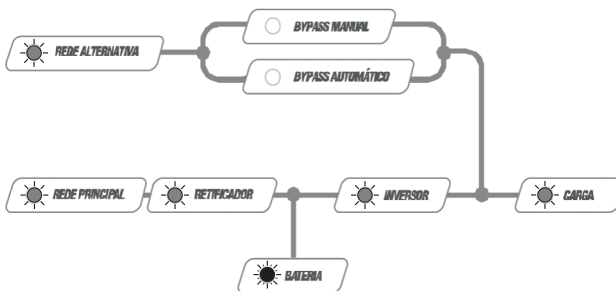 BYPASS MANUAL
REDE ALTERNATIVA
BYPASS AUTOMÁTICO
REDE PRINCIPAL
RETIFICADOR
INVERSOR
CARGA
BATERIA